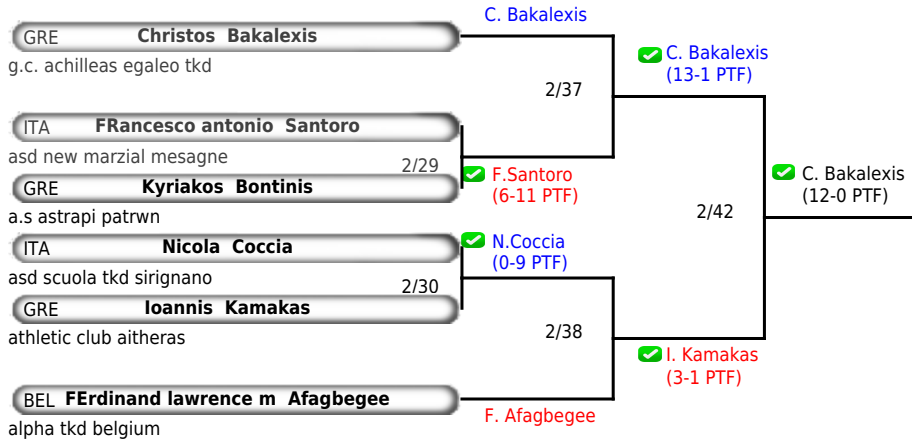 C. Bakalexis
GRE Christos Bakalexis
g.c. achilleas egaleo tkd
C. Bakalexis
(13-1 PTF)
2/37
ITA FRancesco antonio Santoro
asd new marzial mesagne
2/29
F.Santoro
(6-11 PTF)
GRE Kyriakos Bontinis
a.s astrapi patrwn
C. Bakalexis
(12-0 PTF)
2/42
ITA Nicola Coccia
asd scuola tkd sirignano
N.Coccia
(0-9 PTF)
2/30
GRE Ioannis Kamakas
athletic club aitheras
2/38
I. Kamakas
(3-1 PTF)
BEL FErdinand lawrence m Afagbegee
alpha tkd belgium
F. Afagbegee